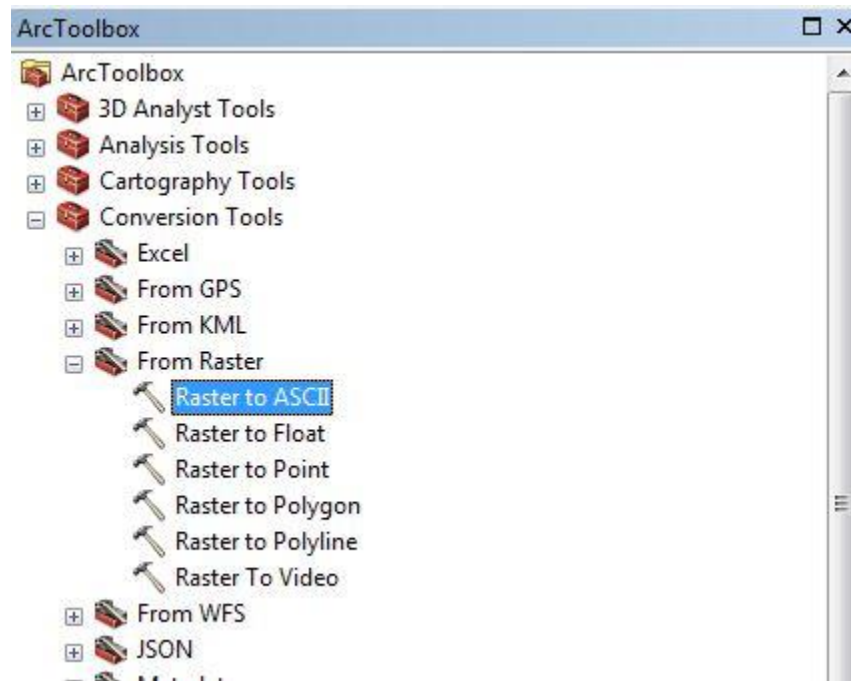 ArcToolbox
ArcToolbox
3D Analyst Tools
Analysis Tools
Cartography Tools
Conversion Tools
Excel
From GPS
From KML
From Raster
Raster to ASCII
Raster to Float
Raster to Point
Raster to Polygon
Raster to Polyline
Raster To Video
From WFS
JSON